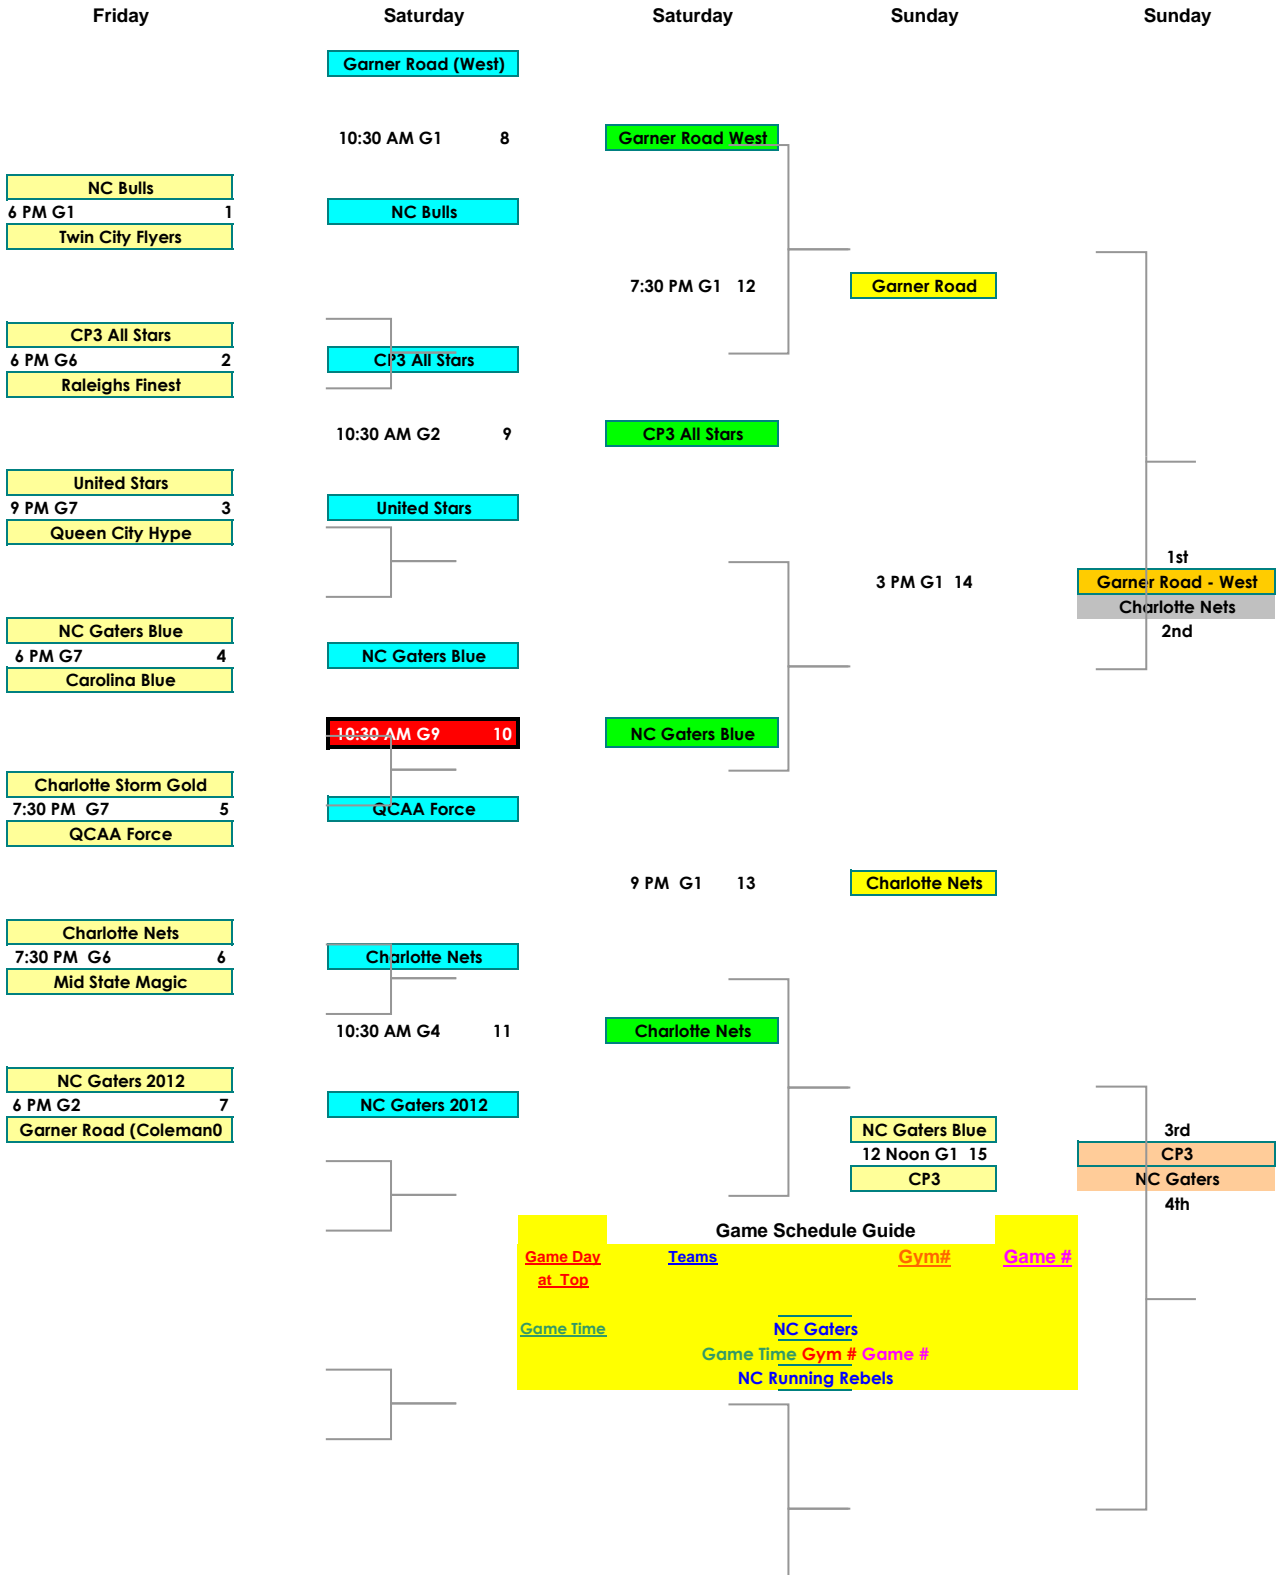 Friday Saturday Saturday Sunday Sunday
Garner Road (West)
10:30 AM G1 8 Garner Road West
NC Bulls
6 PM G1 1 NC Bulls
Twin City Flyers
7:30 PM G1 12 Garner Road
CP3 All Stars
6 PM G6 2 CP3 All Stars
Raleighs Finest
10:30 AM G2 9 CP3 All Stars
United Stars
9 PM G7 3 United Stars
Queen City Hype
1st
3 PM G1 14 Garner Road - West
Charlotte Nets
NC Gaters Blue 2nd
6 PM G7 4 NC Gaters Blue
Carolina Blue
10:30 AM G9 10 NC Gaters Blue
Charlotte Storm Gold
7:30 PM G7 5 QCAA Force
QCAA Force
9 PM G1 13 Charlotte Nets
Charlotte Nets
7:30 PM G6 6 Charlotte Nets
Mid State Magic
10:30 AM G4 11 Charlotte Nets
NC Gaters 2012
6 PM G2 7 NC Gaters 2012
Garner Road (Coleman0 NC Gaters Blue 3rd
12 Noon G1 15 CP3
CP3 NC Gaters
4th
Game Schedule Guide
Game Day Teams Gym# Game #
at Top
Game Time NC Gaters
Game Time Gym # Game #
NC Running Rebels